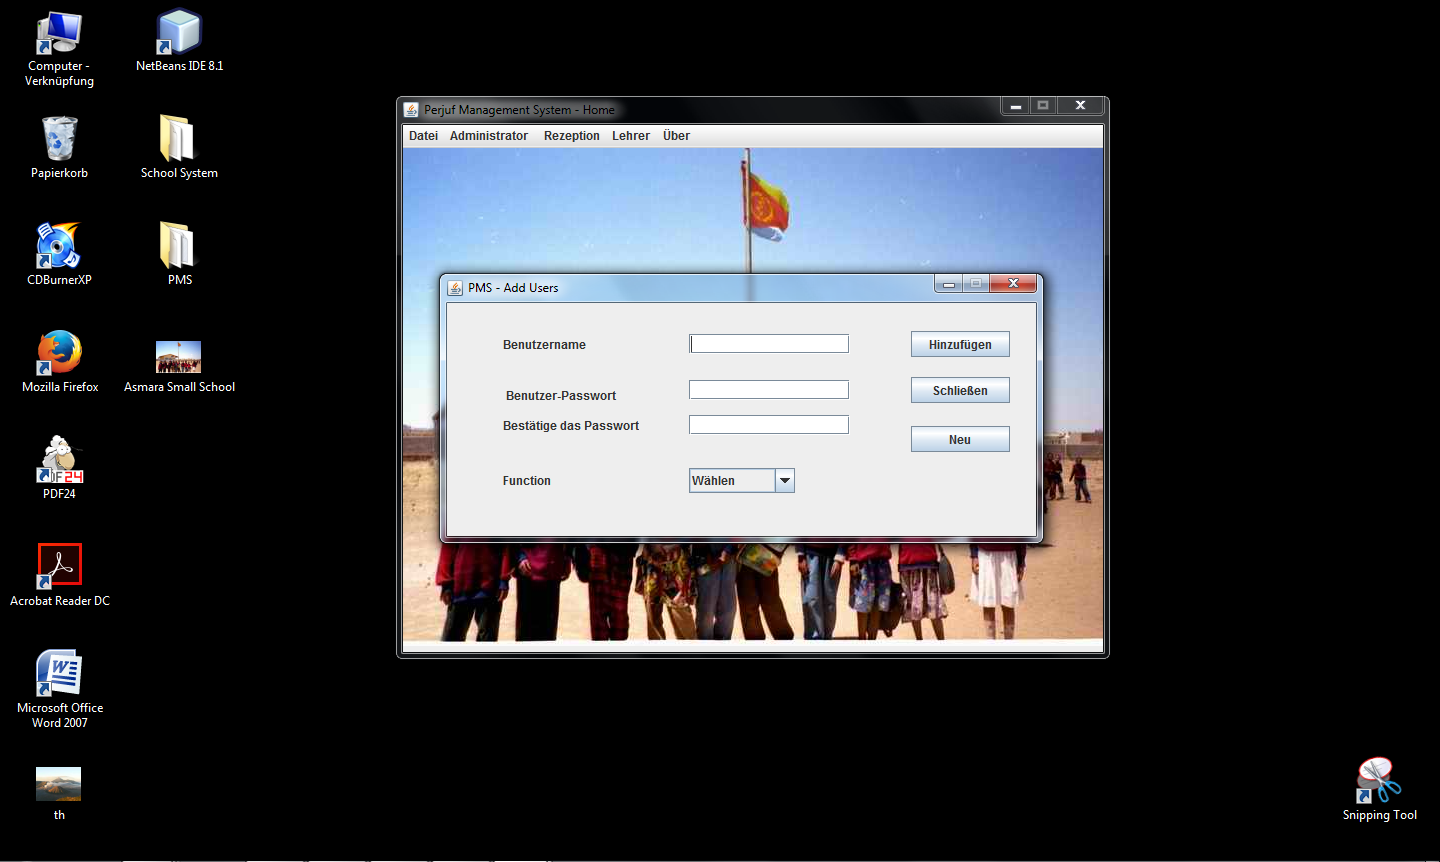 Computer -
Verknüpfung
NetBeans IDE 8.1
Papierkorb
School System
CDBurnerXP
PMS
Mozilla Firefox
Asmara Small School
PDF24
Acrobat Reader DC
Microsoft Office
Word 2007
th
Snipping Tool
Perjuf Management System - Home
Datei Administrator Rezeption Lehrer Über
PMS - Add Users
Benutzername
Hinzufügen
Benutzer-Passwort
Schließen
Bestätige das Passwort
Neu
Function
Wählen